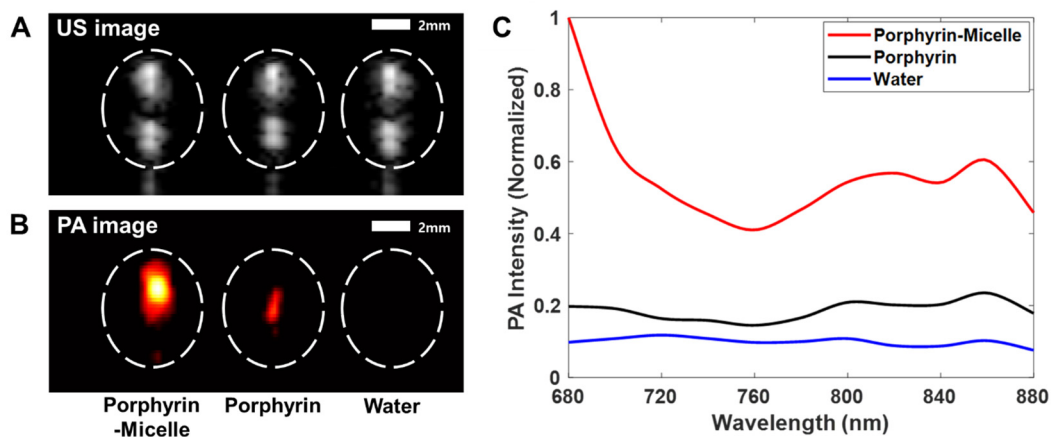 A
US image
2mm
B
PA image
2mm
Porphyrin
-Micelle
Porphyrin
Water
C
PA Intensity (Normalized)
1
0.8
0.6
0.4
0.2
0
680
720
760
800
840
880
Wavelength (nm)
Porphyrin-Micelle
Porphyrin
Water